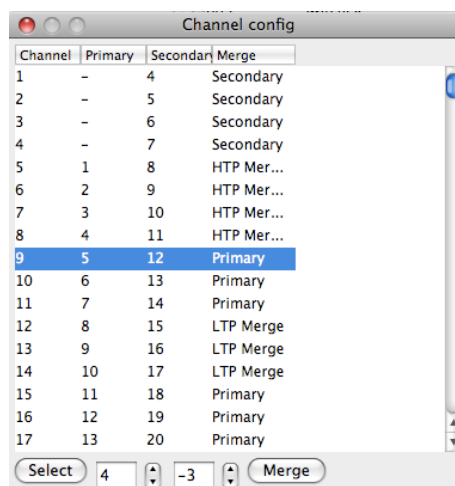 Channel config
Channel Primary Secondary Merge
1 – 4 Secondary
2 – 5 Secondary
3 – 6 Secondary
4 – 7 Secondary
5 1 8 HTP Mer...
6 2 9 HTP Mer...
7 3 10 HTP Mer...
8 4 11 HTP Mer...
9 5 12 Primary
10 6 13 Primary
11 7 14 Primary
12 8 15 LTP Merge
13 9 16 LTP Merge
14 10 17 LTP Merge
15 11 18 Primary
16 12 19 Primary
17 13 20 Primary
Select 4 -3 Merge